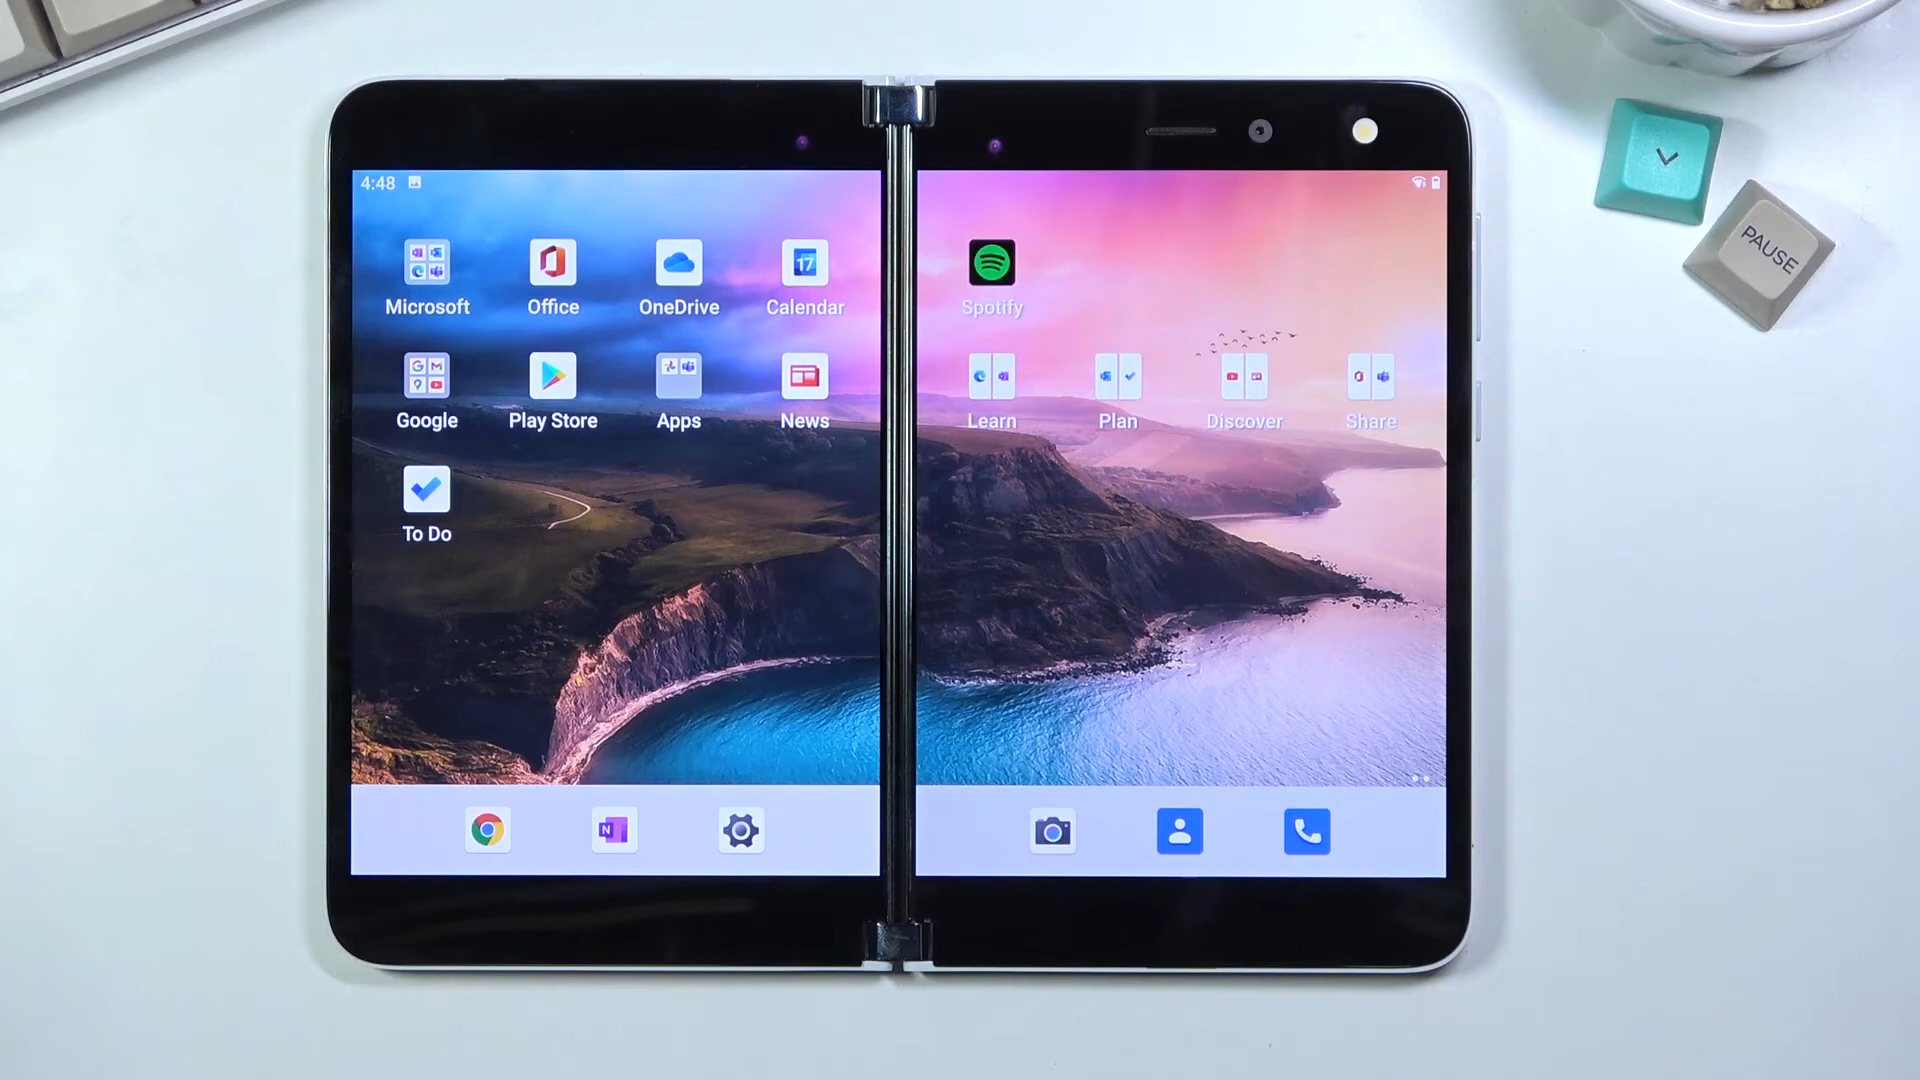 4:48
17
Microsoft Office OneDrive Calendar
Spotify
G M
Google Play Store Apps News
Learn Plan Discover Share
To Do
N
PAUSE